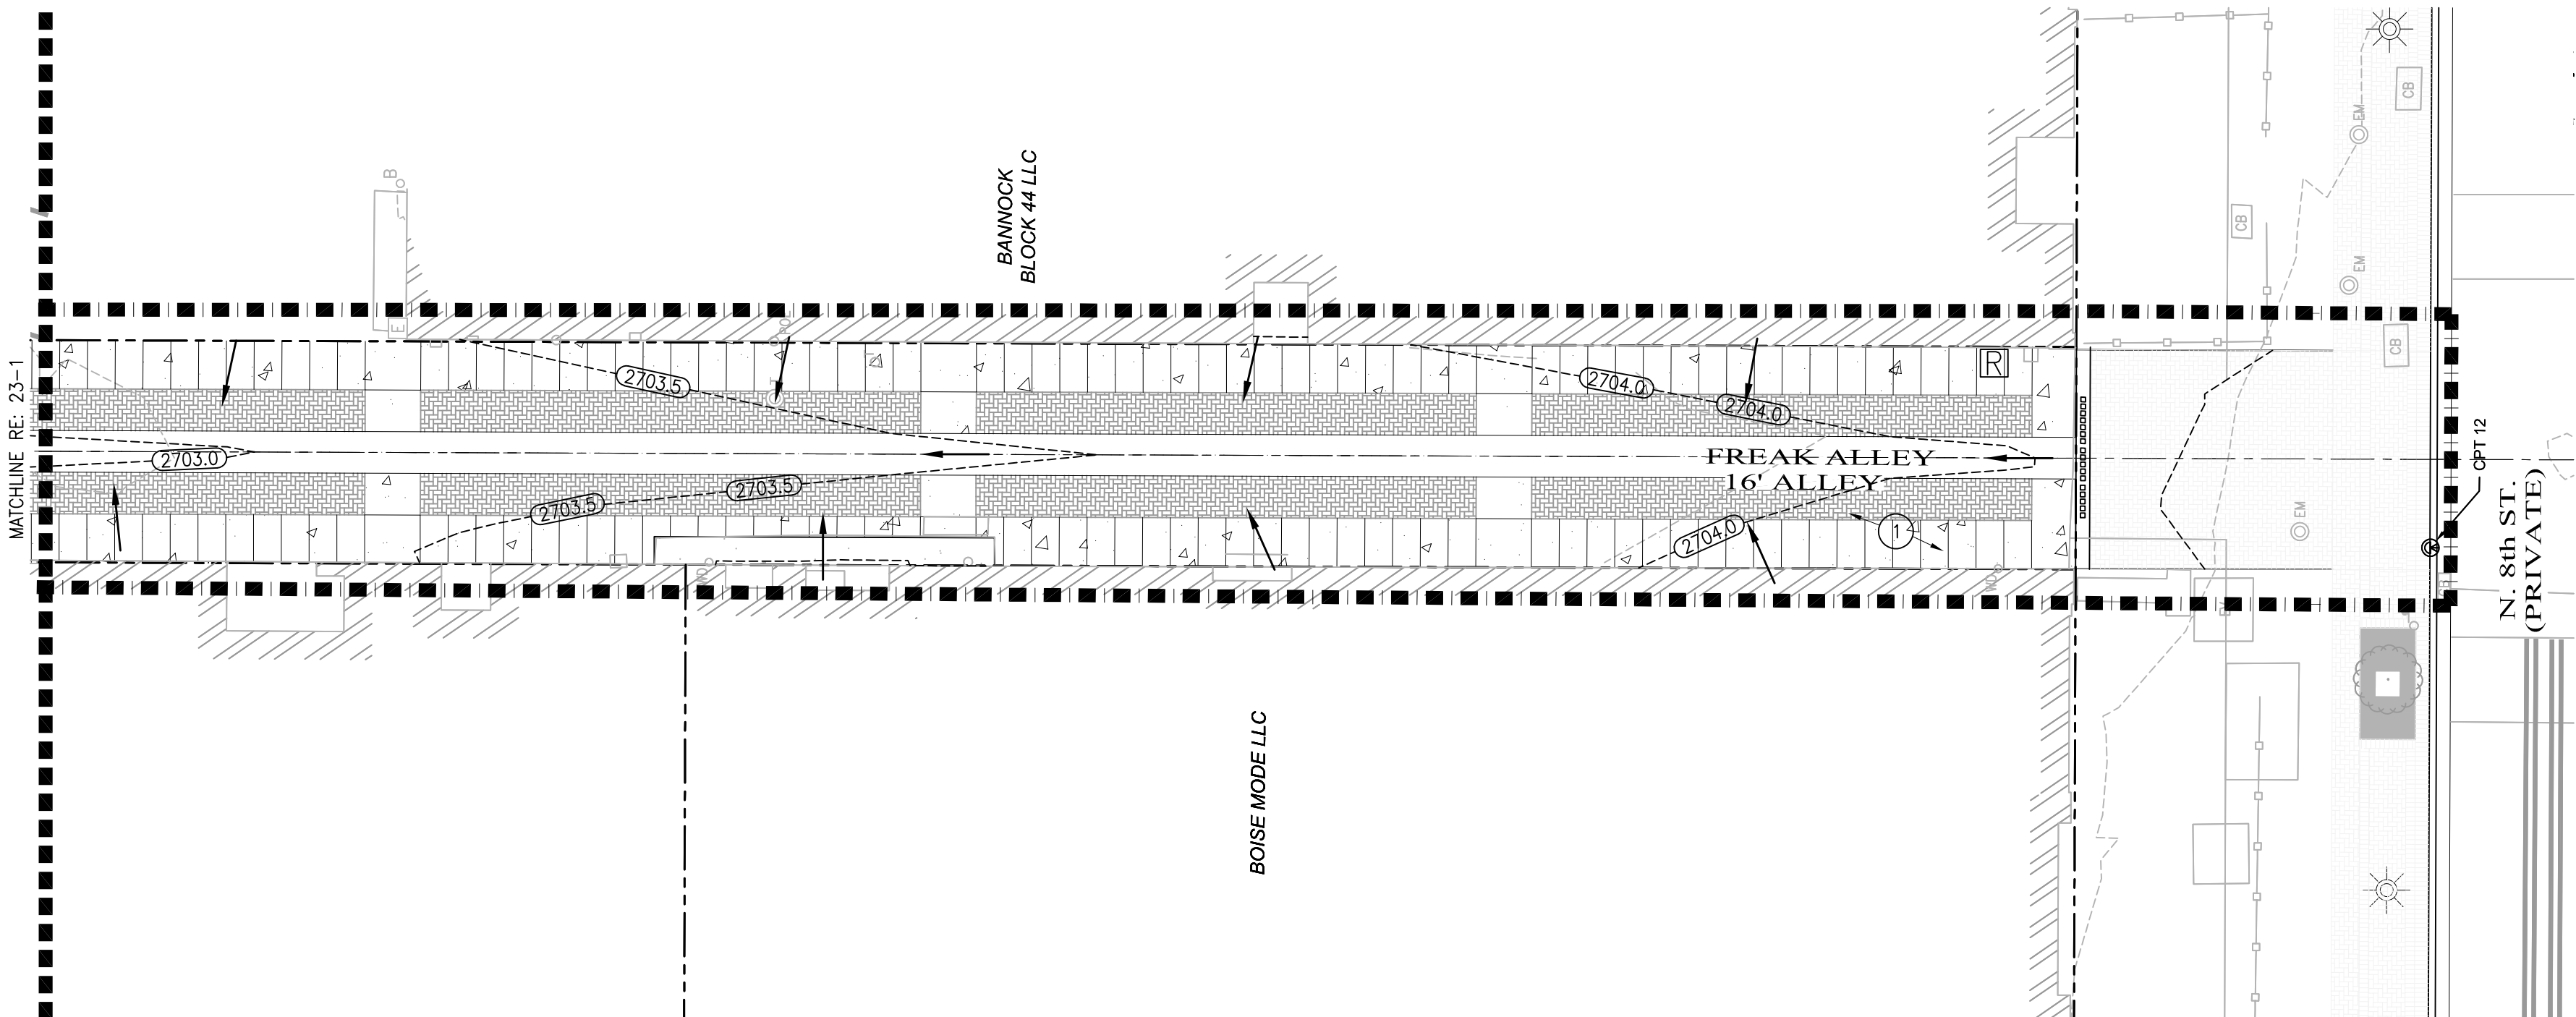 MATCHLINE RE: 23-1
B
E
BANNOCK
BLOCK 44 LLC
2703.5
2704.0
2704.0
R
2703.0
2703.5
2703.5
FREAK ALLEY
16' ALLEY
2704.0
1
WD
WD
BOISE MODE LLC
CB
EM
CB
EM
CB
EM
CPT 12
N. 8th ST.
(PRIVATE)